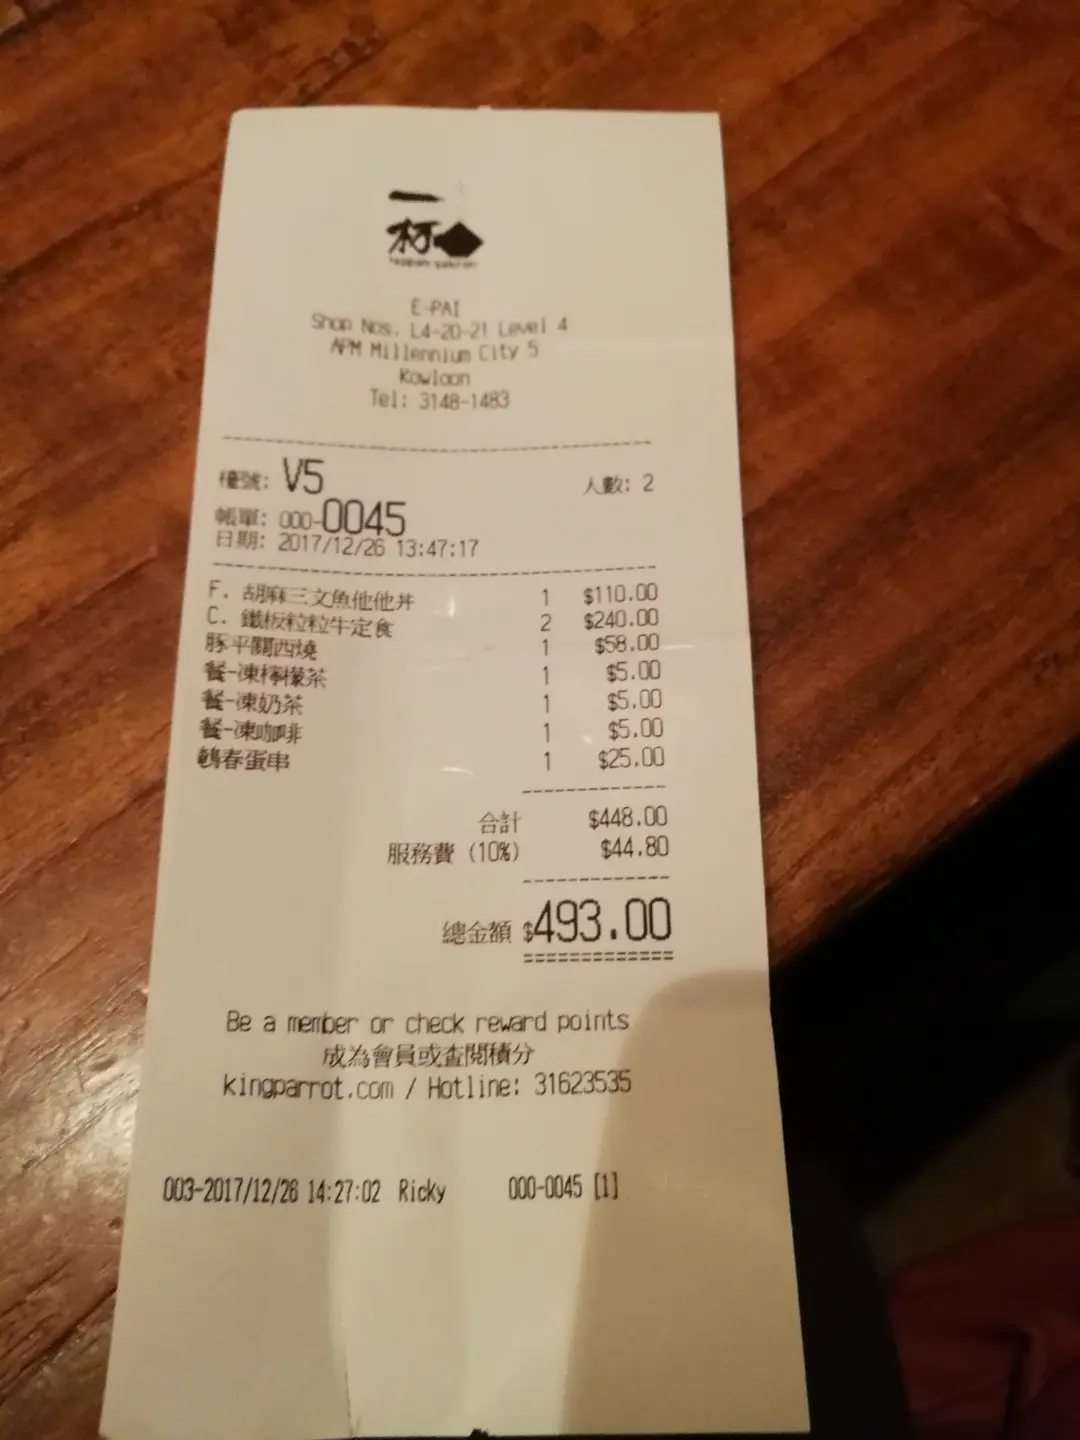 一
杯
E-PAI
Shop Nos. L4-20-21 Level 4
APM Millennium City 5
Kowloon
Tel: 3148-1483
檯號: V5 人數: 2
帳單: 000-0045
日期: 2017/12/26 13:47:17
F. 胡麻三文魚他他丼 1 $110.00
C. 鐵板粒粒牛定食 2 $240.00
豚平關西燒 1 $58.00
餐-凍檸檬茶 1 $5.00
餐-凍奶茶 1 $5.00
餐-凍咖啡 1 $5.00
鵪春蛋串 1 $25.00
合計 $448.00
服務費 (10%) $44.80
總金額 $493.00
============
Be a member or check reward points
成為會員或查閱積分
kingparrot.com / Hotline: 31623535
003-2017/12/26 14:27:02 Ricky 000-0045 [1]